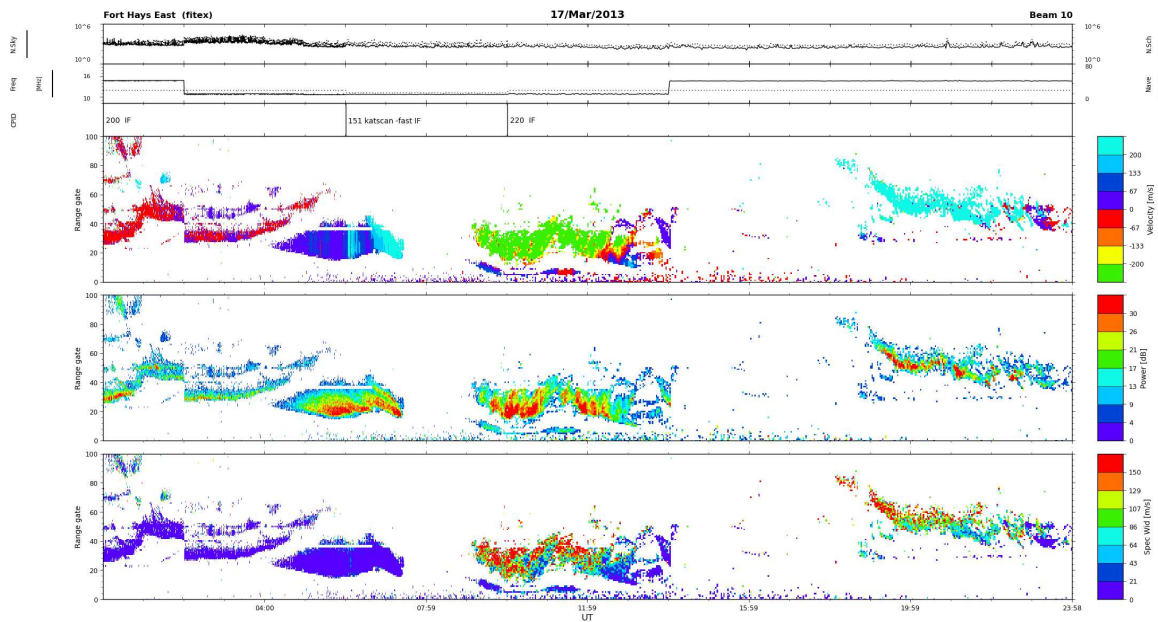 Fort Hays East (fitex) 17/Mar/2013 Beam 10
N.Sky 10^6 10^0 10^6 10^0 N.Sch
Freq [MHz] 16 10 80 0 Nave
CPID 200 IF 151 katscan -fast IF 220 IF
Range gate 100 80 60 40 20 0
200 133 67 0 -67 -133 -200 Velocity [m/s]
Range gate 100 80 60 40 20 0
30 26 21 17 13 9 4 0 Power [dB]
Range gate 100 80 60 40 20 0
150 129 107 86 64 43 21 0 Spec Wid [m/s]
04:00 07:59 11:59 15:59 19:59 23:58
UT